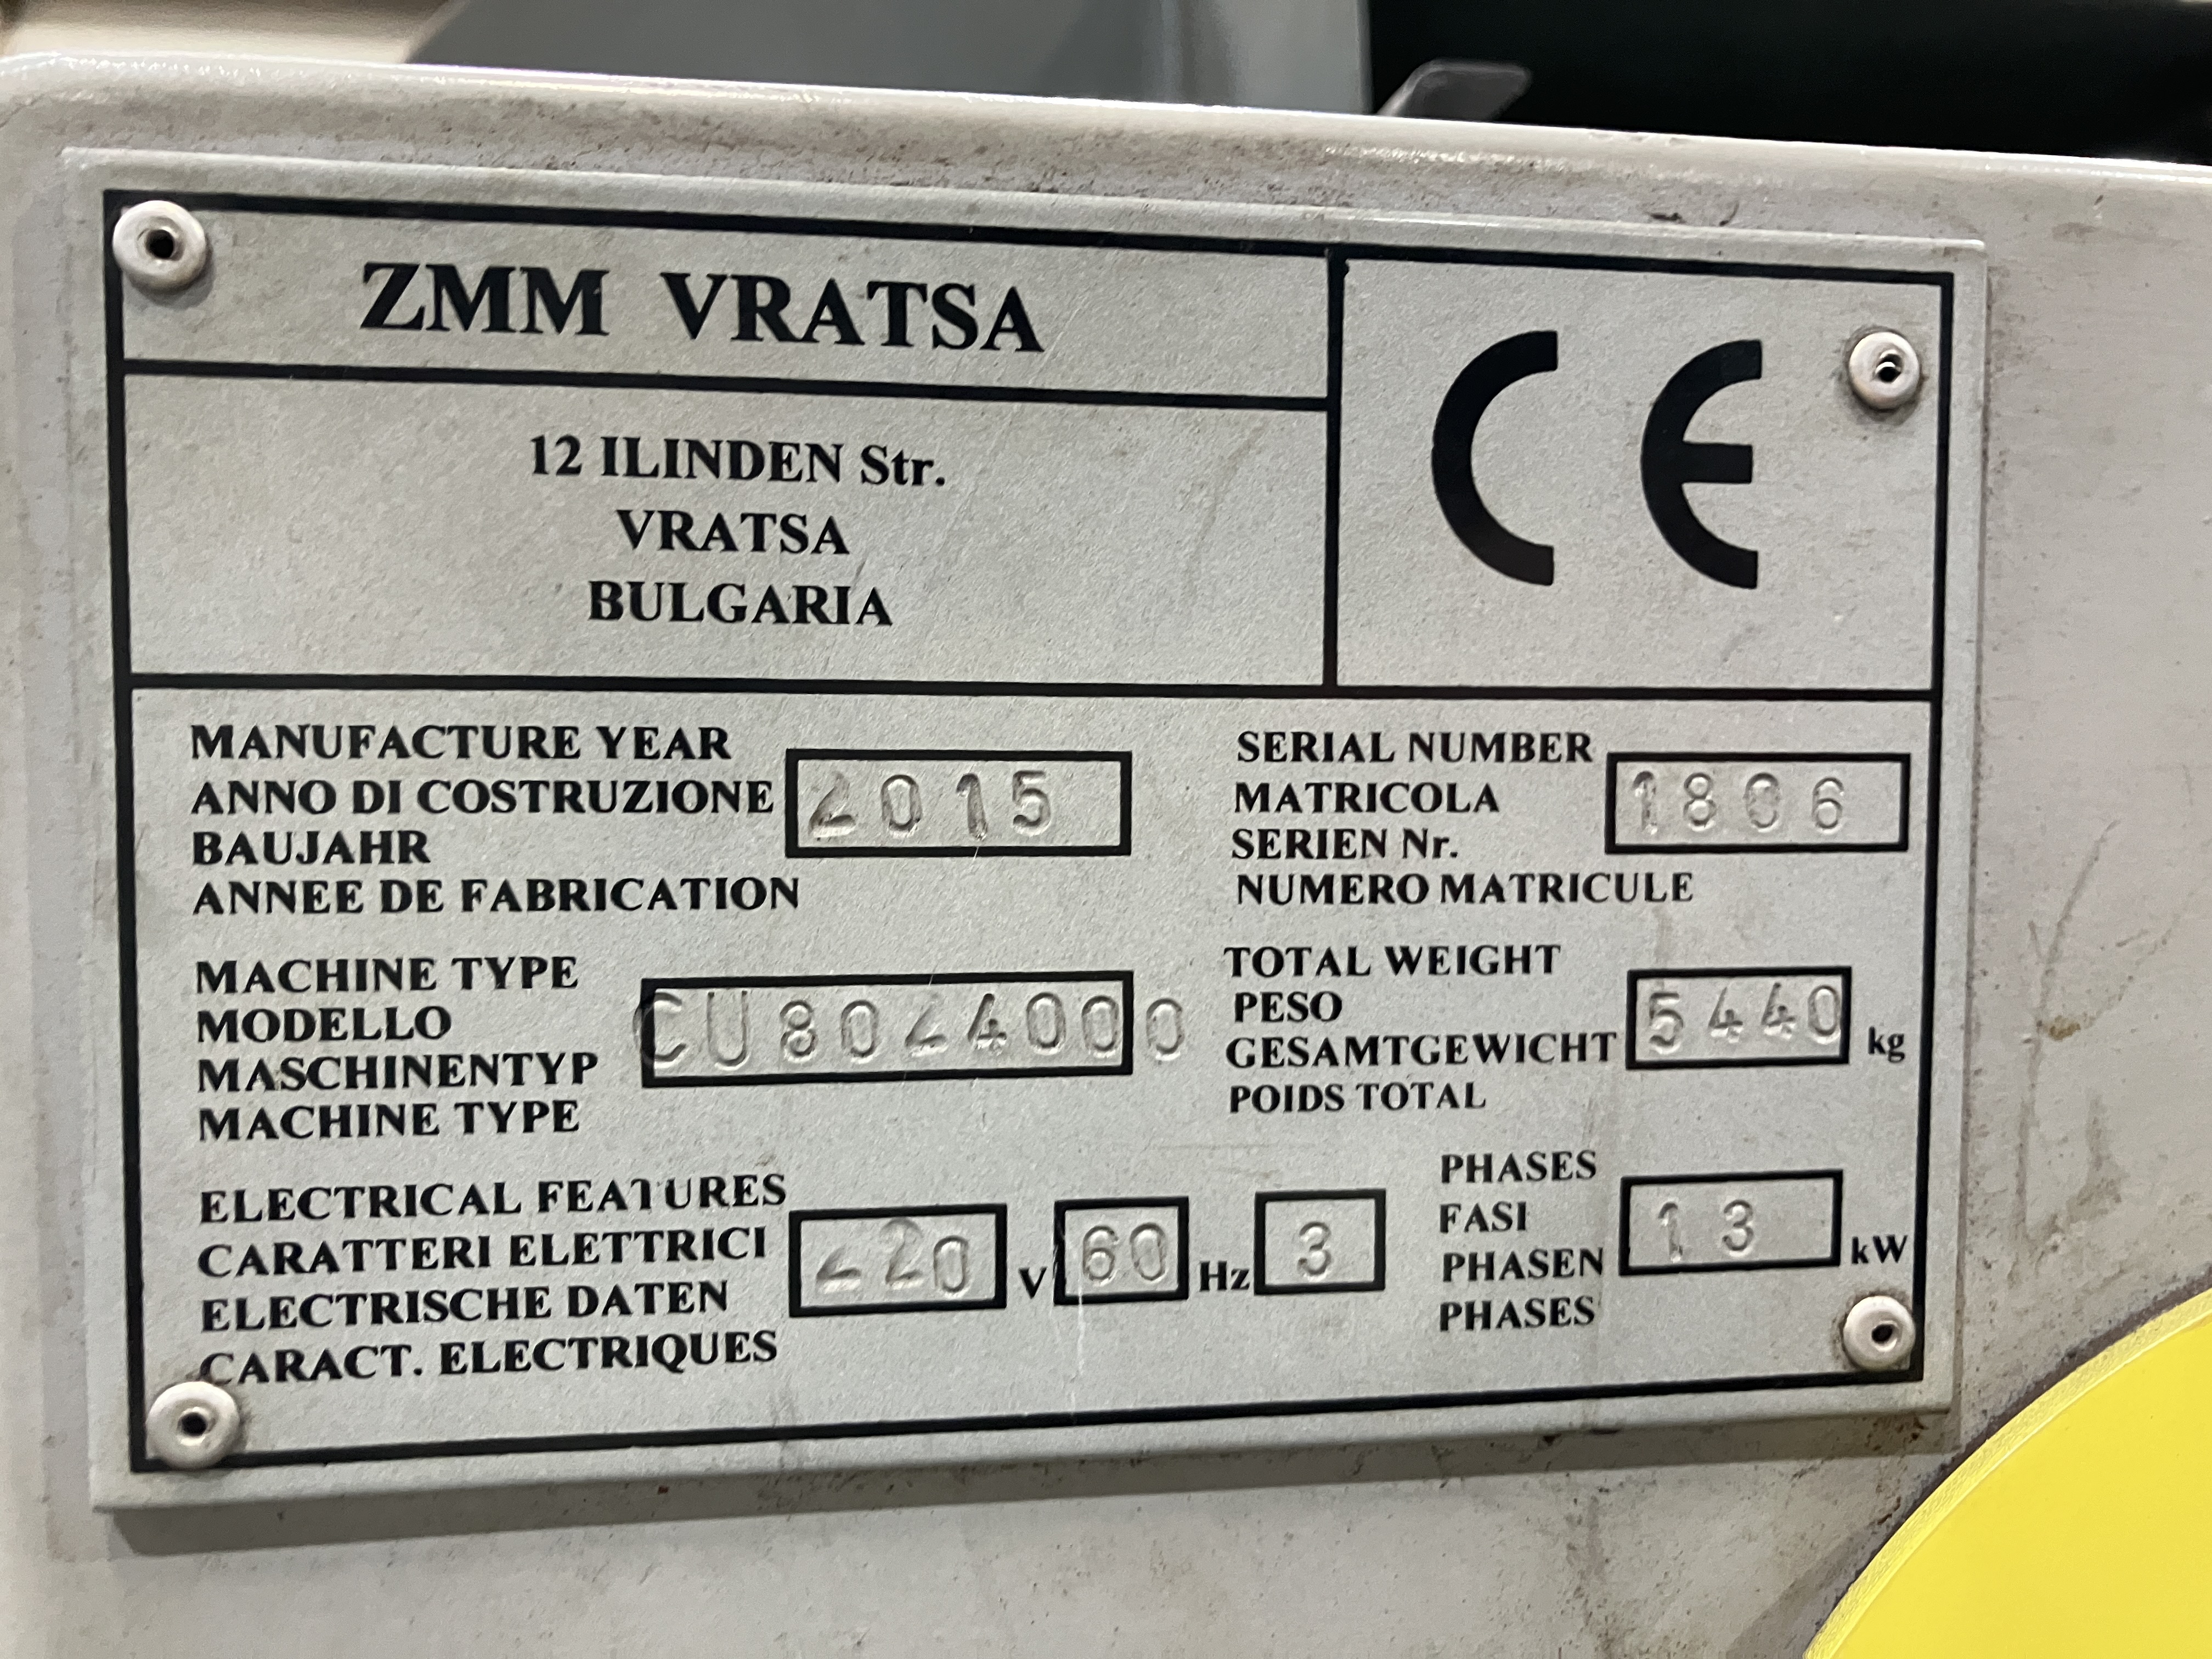 ZMM VRATSA
CE
12 ILINDEN Str.
VRATSA
BULGARIA
MANUFACTURE YEAR
ANNO DI COSTRUZIONE 2015
BAUJAHR
ANNEE DE FABRICATION
SERIAL NUMBER
MATRICOLA 1806
SERIEN Nr.
NUMERO MATRICULE
MACHINE TYPE
MODELLO CU8024000
MASCHINENTYP
MACHINE TYPE
TOTAL WEIGHT
PESO
GESAMTGEWICHT 5440 kg
POIDS TOTAL
ELECTRICAL FEATURES
CARATTERI ELETTRICI 220 V 60 Hz 3
ELECTRISCHE DATEN
CARACT. ELECTRIQUES
PHASES
FASI 13 kW
PHASEN
PHASES